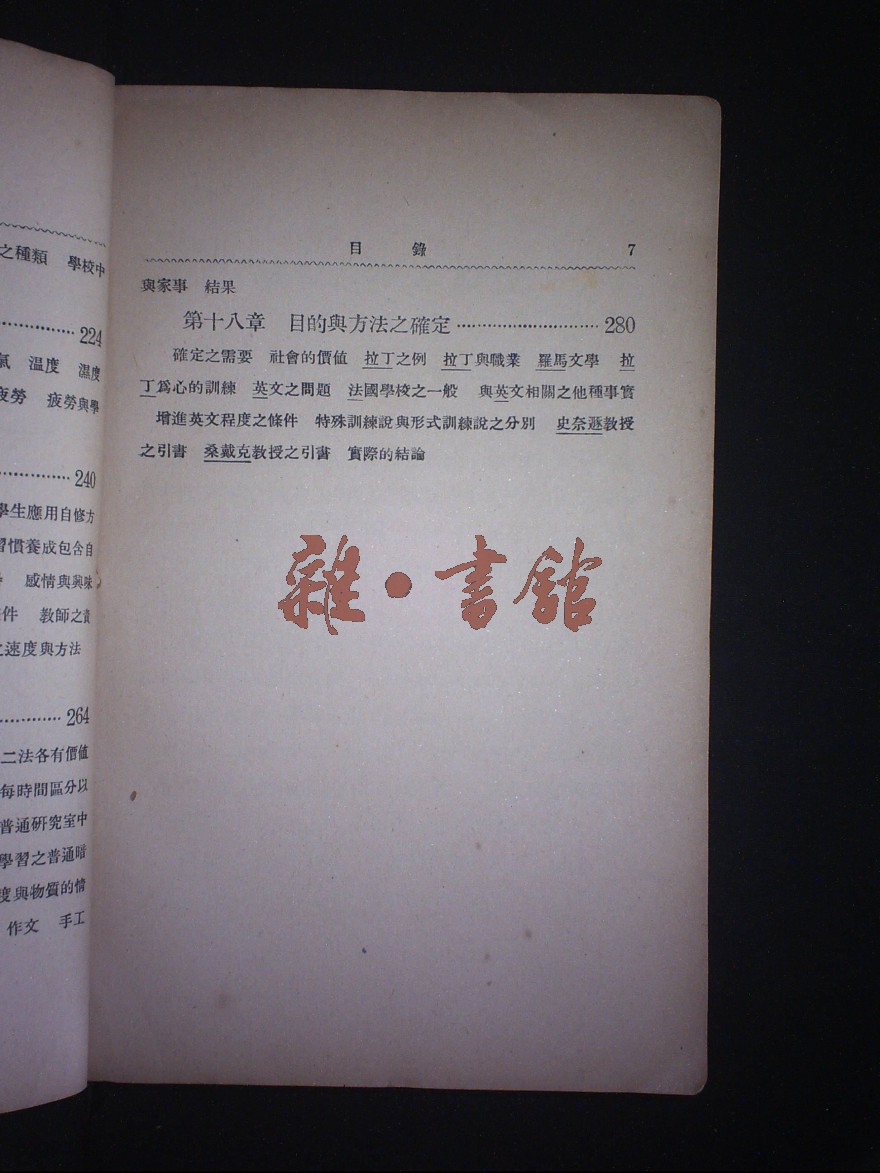 之種類　學校中
224
氣　溫度　濕度
疲勞　疲勞與學
240
學生應用自修方
習慣養成包含自
感情與興味
件　教師之責
之速度與方法
264
二法各有價值
每時間區分以
普通研究室中
學習之普通暗
度與物質的情
作文　手工
目　錄　7
與家事　結果
第十八章　目的與方法之確定…………………280
確定之需要　社會的價值　拉丁之例　拉丁與職業　羅馬文學　拉
丁為心的訓練　英文之問題　法國學校之一般　與英文相關之他種事實
增進英文程度之條件　特殊訓練說與形式訓練說之分別　史奈遜教授
之引書　桑戴克教授之引書　實際的結論
雜・書館